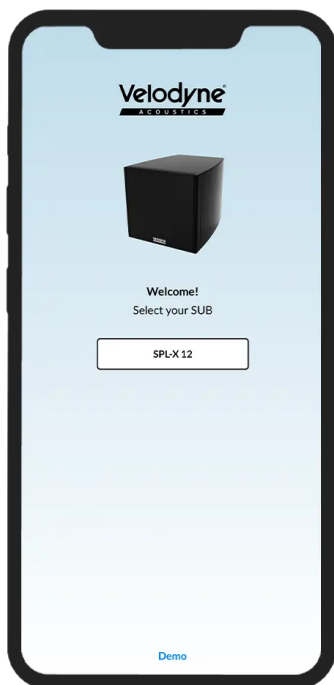 Velodyne®
ACOUSTICS
Welcome!
Select your SUB
SPL-X 12
Demo